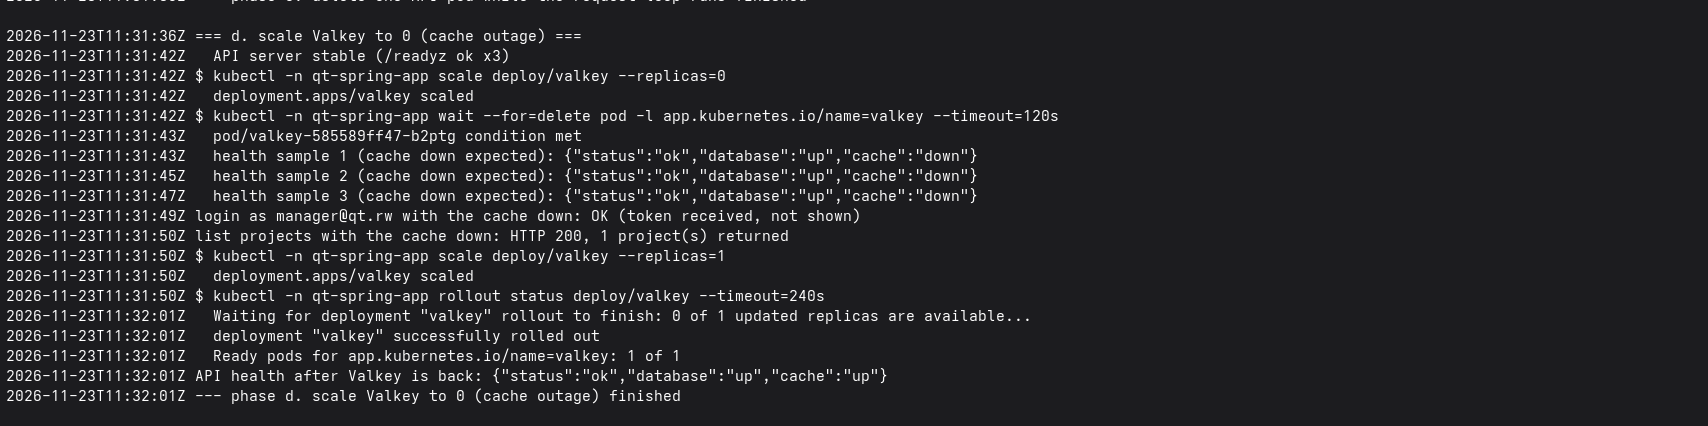 2026-11-23T11:31:36Z === d. scale Valkey to 0 (cache outage) ===
2026-11-23T11:31:42Z   API server stable (/readyz ok x3)
2026-11-23T11:31:42Z $ kubectl -n qt-spring-app scale deploy/valkey --replicas=0
2026-11-23T11:31:42Z   deployment.apps/valkey scaled
2026-11-23T11:31:42Z $ kubectl -n qt-spring-app wait --for=delete pod -l app.kubernetes.io/name=valkey --timeout=120s
2026-11-23T11:31:43Z   pod/valkey-585589ff47-b2ptg condition met
2026-11-23T11:31:43Z   health sample 1 (cache down expected): {"status":"ok","database":"up","cache":"down"}
2026-11-23T11:31:45Z   health sample 2 (cache down expected): {"status":"ok","database":"up","cache":"down"}
2026-11-23T11:31:47Z   health sample 3 (cache down expected): {"status":"ok","database":"up","cache":"down"}
2026-11-23T11:31:49Z login as manager@qt.rw with the cache down: OK (token received, not shown)
2026-11-23T11:31:50Z list projects with the cache down: HTTP 200, 1 project(s) returned
2026-11-23T11:31:50Z $ kubectl -n qt-spring-app scale deploy/valkey --replicas=1
2026-11-23T11:31:50Z   deployment.apps/valkey scaled
2026-11-23T11:31:50Z $ kubectl -n qt-spring-app rollout status deploy/valkey --timeout=240s
2026-11-23T11:32:01Z   Waiting for deployment "valkey" rollout to finish: 0 of 1 updated replicas are available...
2026-11-23T11:32:01Z   deployment "valkey" successfully rolled out
2026-11-23T11:32:01Z   Ready pods for app.kubernetes.io/name=valkey: 1 of 1
2026-11-23T11:32:01Z API health after Valkey is back: {"status":"ok","database":"up","cache":"up"}
2026-11-23T11:32:01Z --- phase d. scale Valkey to 0 (cache outage) finished